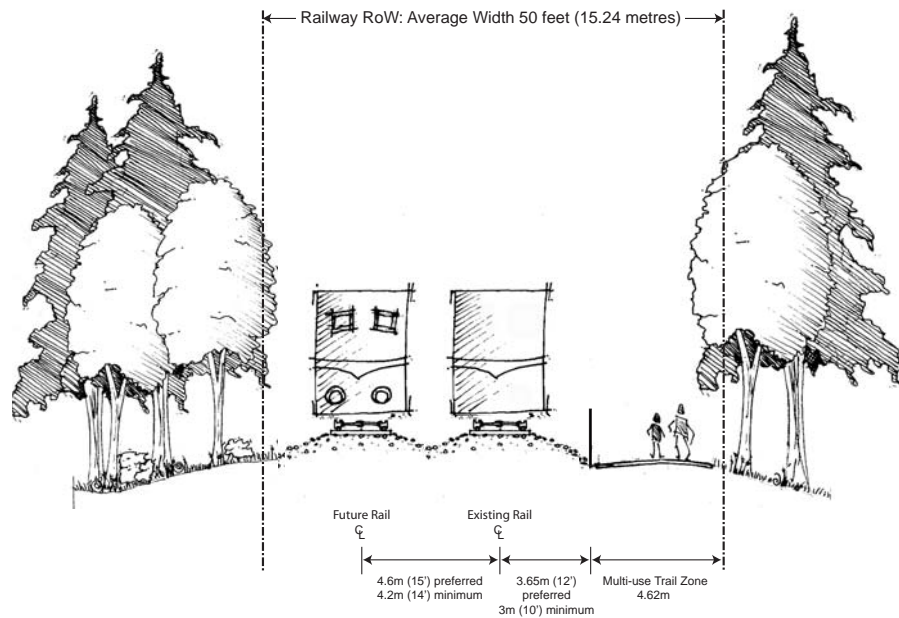 Railway RoW: Average Width 50 feet (15.24 metres)
Future Rail
℄
Existing Rail
℄
4.6m (15') preferred
4.2m (14') minimum
3.65m (12')
preferred
3m (10') minimum
Multi-use Trail Zone
4.62m